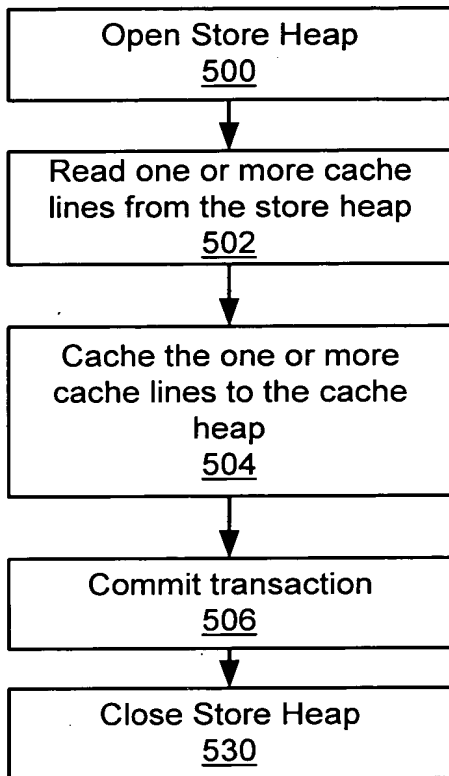 Open Store Heap
500
Read one or more cache
lines from the store heap
502
Cache the one or more
cache lines to the cache
heap
504
Commit transaction
506
Close Store Heap
530